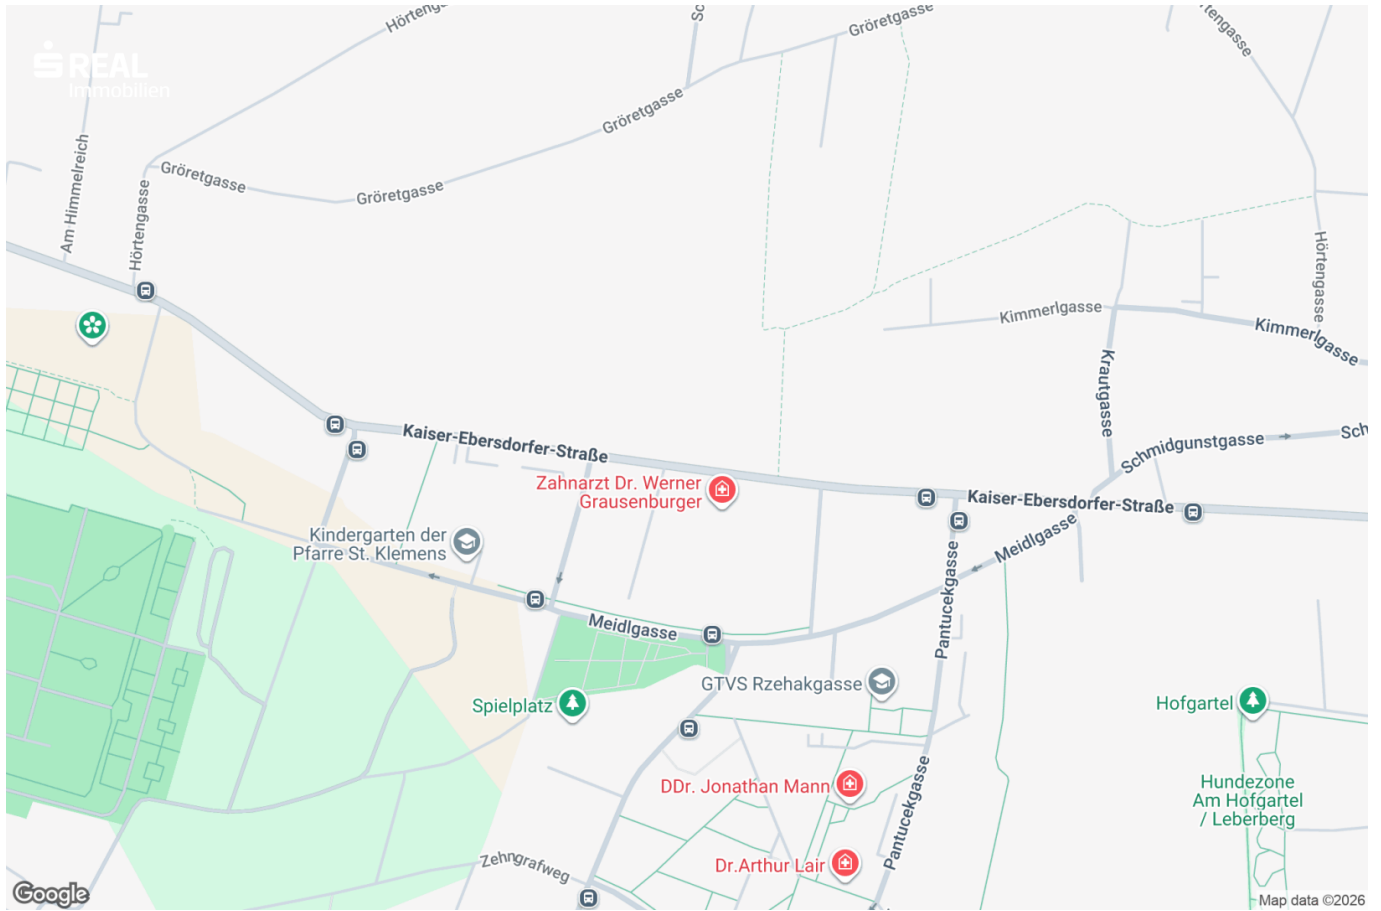 Hörteng
Sc
Gröretgasse
rtengasse
REAL
Immobilien
Gröretgasse
Am Himmelreich
Hörtengasse
Gröretgasse
Gröretgasse
Hörtengasse
Kimmerlgasse
Kimmerlgasse
Krautgasse
Kaiser-Ebersdorfer-Straße
Schmidgunstgasse
Sch
Zahnarzt Dr. Werner
Grausenburger
Kaiser-Ebersdorfer-Straße
Kindergarten der
Pfarre St. Klemens
Meidlgasse
Meidlgasse
Pantucekgasse
GTVS Rzehakgasse
Spielplatz
Hofgartel
DDr. Jonathan Mann
Pantucekgasse
Hundezone
Am Hofgartel
/ Leberberg
Dr.Arthur Lair
Zehngrafweg
Google
Map data ©2026